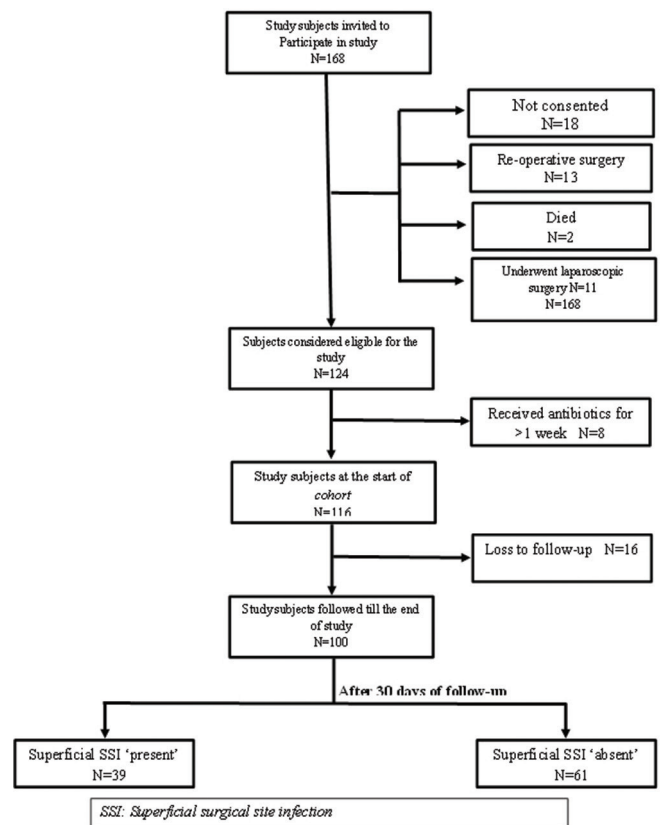 Study subjects invited to
Participate in study
N=168
Not consented
N=18
Re-operative surgery
N=13
Died
N=2
Underwent laparoscopic
surgery N=11
N=168
Subjects considered eligible for the
study
N=124
Received antibiotics for
>1 week N=8
Study subjects at the start of
cohort
N=116
Loss to follow-up N=16
Study subjects followed till the end
of study
N=100
After 30 days of follow-up
Superficial SSI ‘present’
N=39
Superficial SSI ‘absent’
N=61
SSI: Superficial surgical site infection